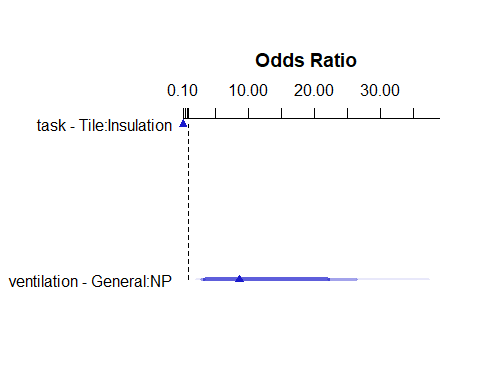 Odds Ratio
0.10 10.00 20.00 30.00
task - Tile:Insulation
ventilation - General:NP